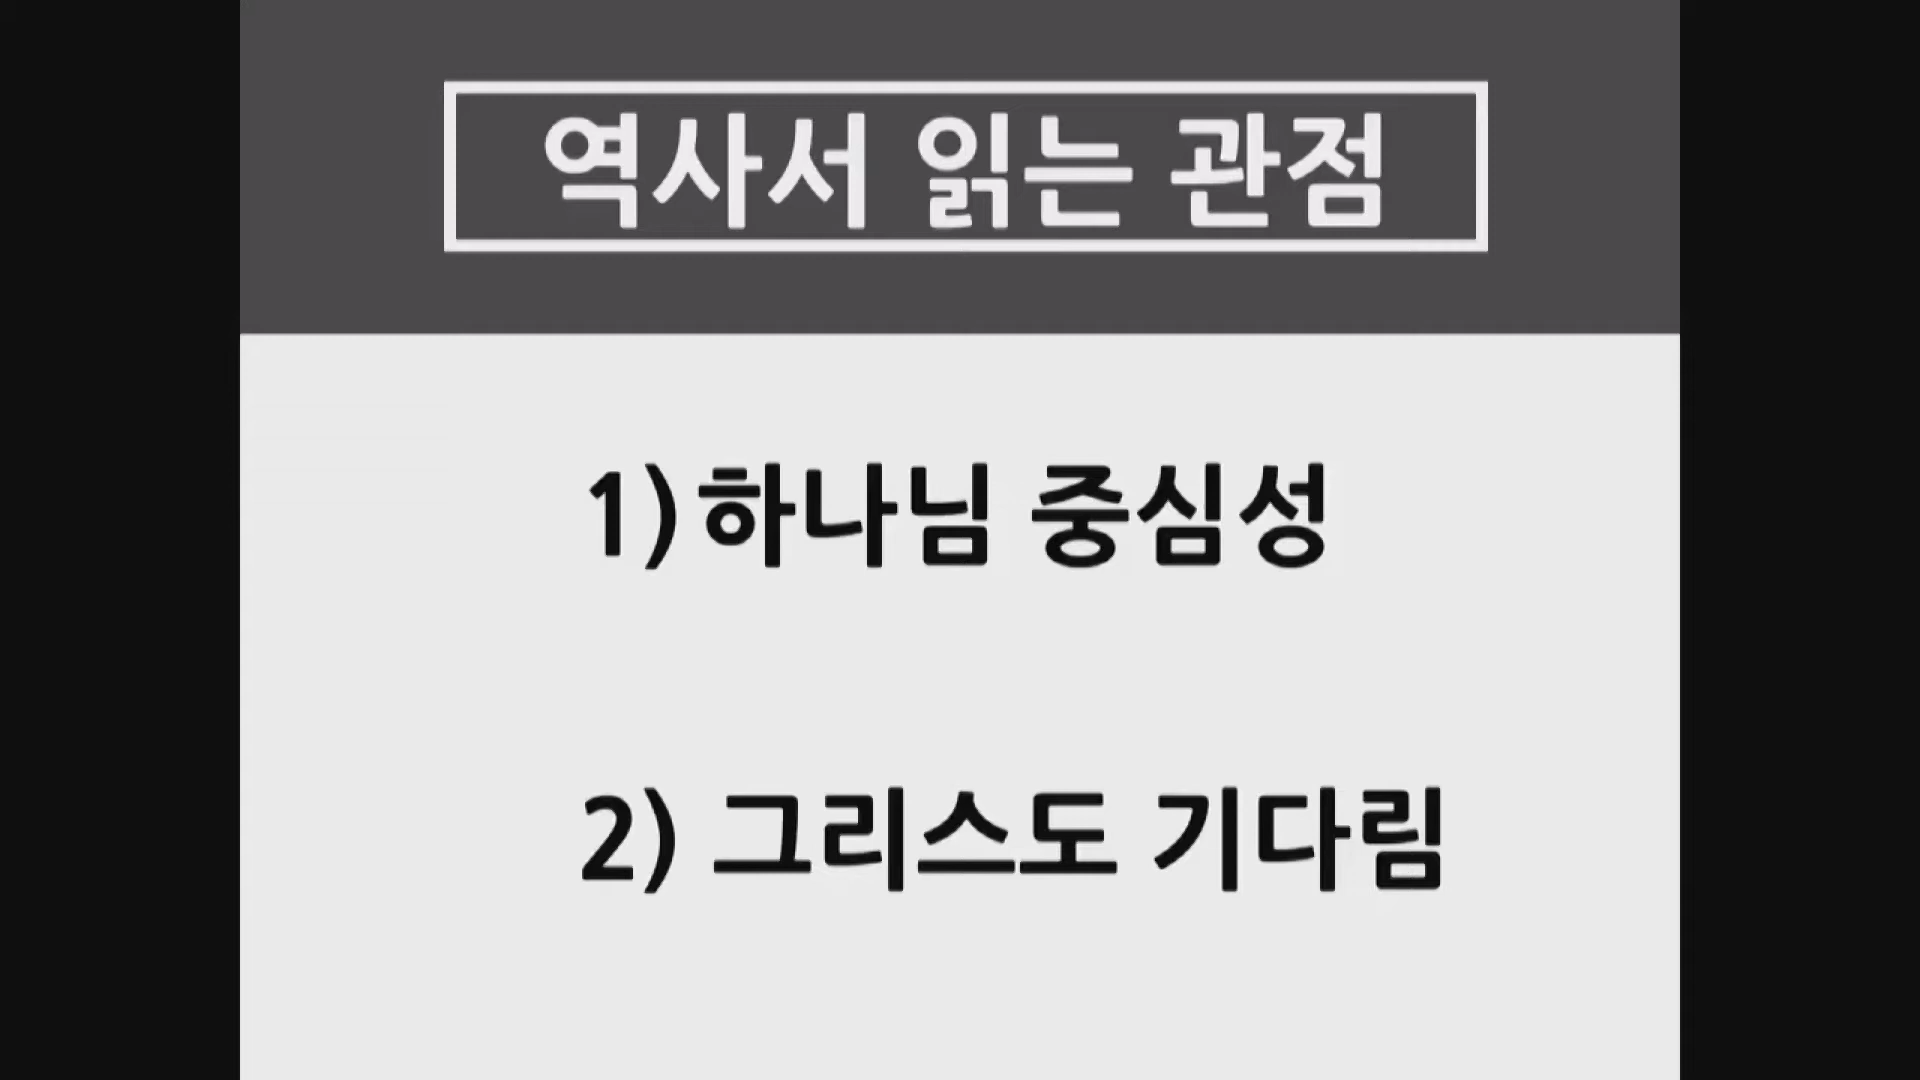 역사서 읽는 관점
1)하나님 중심성
2) 그리스도 기다림